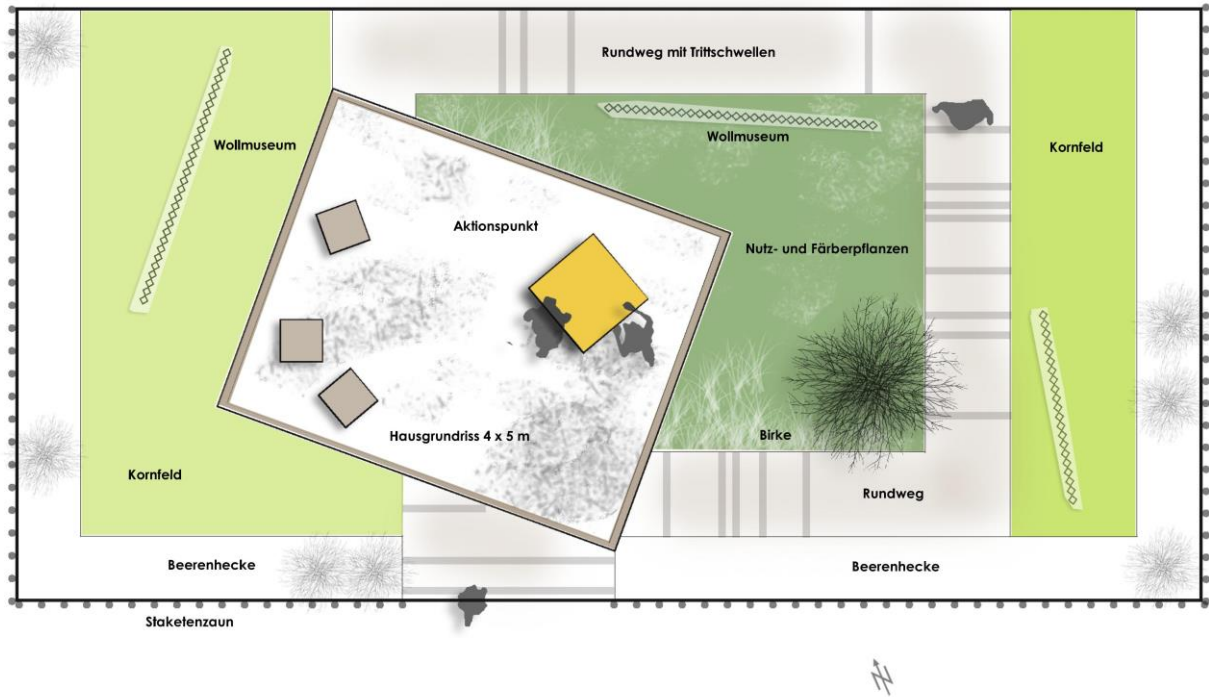 Rundweg mit Trittschwellen
Wollmuseum
Wollmuseum
Kornfeld
Aktionspunkt
Nutz- und Färberpflanzen
Hausgrundriss 4 x 5 m
Birke
Kornfeld
Rundweg
Beerenhecke
Beerenhecke
Staketenzaun
N